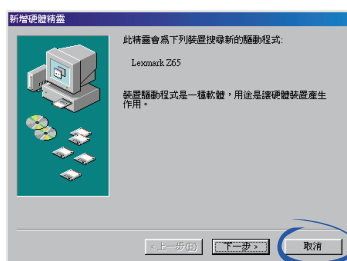 新增硬體精靈
此精靈會為下列裝置搜尋新的驅動程式:
Lexmark Z65
裝置驅動程式是一種軟體，用途是讓硬體裝置產生
作用。
<上一步(B) 下一步 > 取消